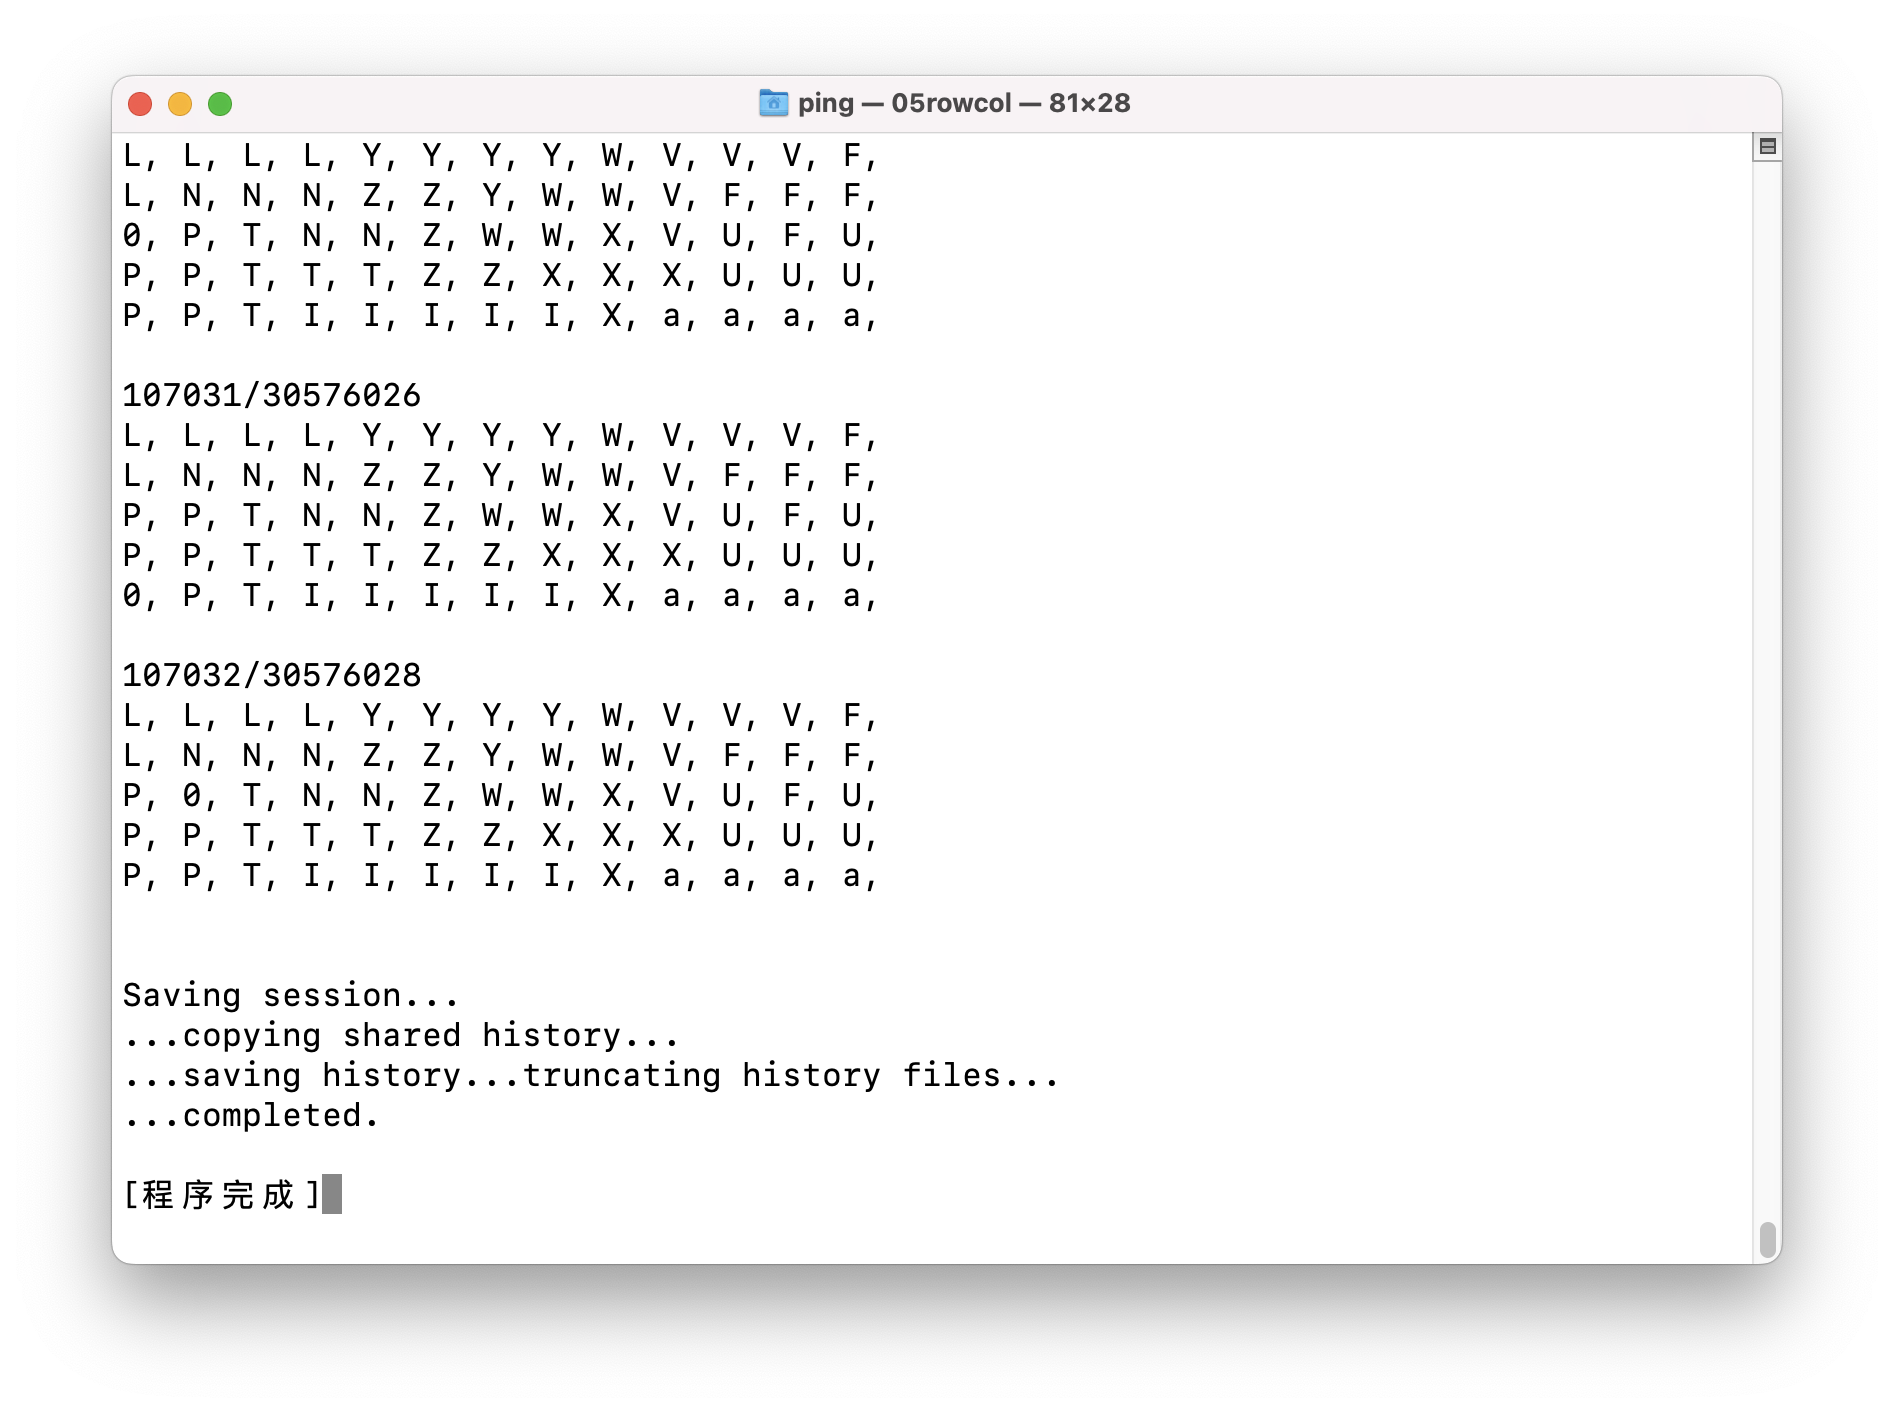 ping — 05rowcol — 81×28
L, L, L, L, Y, Y, Y, Y, W, V, V, V, F,
L, N, N, N, Z, Z, Y, W, W, V, F, F, F,
0, P, T, N, N, Z, W, W, X, V, U, F, U,
P, P, T, T, T, Z, Z, X, X, X, U, U, U,
P, P, T, I, I, I, I, I, X, a, a, a, a,

107031/30576026
L, L, L, L, Y, Y, Y, Y, W, V, V, V, F,
L, N, N, N, Z, Z, Y, W, W, V, F, F, F,
P, P, T, N, N, Z, W, W, X, V, U, F, U,
P, P, T, T, T, Z, Z, X, X, X, U, U, U,
0, P, T, I, I, I, I, I, X, a, a, a, a,

107032/30576028
L, L, L, L, Y, Y, Y, Y, W, V, V, V, F,
L, N, N, N, Z, Z, Y, W, W, V, F, F, F,
P, 0, T, N, N, Z, W, W, X, V, U, F, U,
P, P, T, T, T, Z, Z, X, X, X, U, U, U,
P, P, T, I, I, I, I, I, X, a, a, a, a,

Saving session...
...copying shared history...
...saving history...truncating history files...
...completed.

[程序完成]